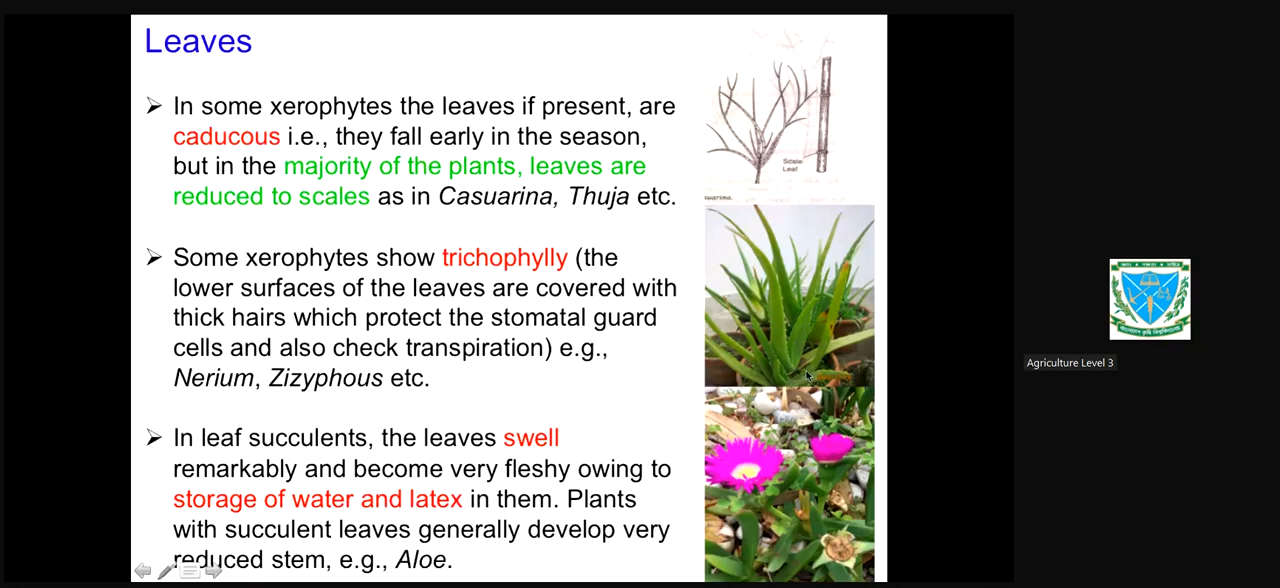 Leaves
➢ In some xerophytes the leaves if present, are
caducous i.e., they fall early in the season,
but in the majority of the plants, leaves are
reduced to scales as in Casuarina, Thuja etc.
➢ Some xerophytes show trichophylly (the
lower surfaces of the leaves are covered with
thick hairs which protect the stomatal guard
cells and also check transpiration) e.g.,
Nerium, Zizyphous etc.
➢ In leaf succulents, the leaves swell
remarkably and become very fleshy owing to
storage of water and latex in them. Plants
with succulent leaves generally develop very
reduced stem, e.g., Aloe.
Scale
Leaf
Agriculture Level 3